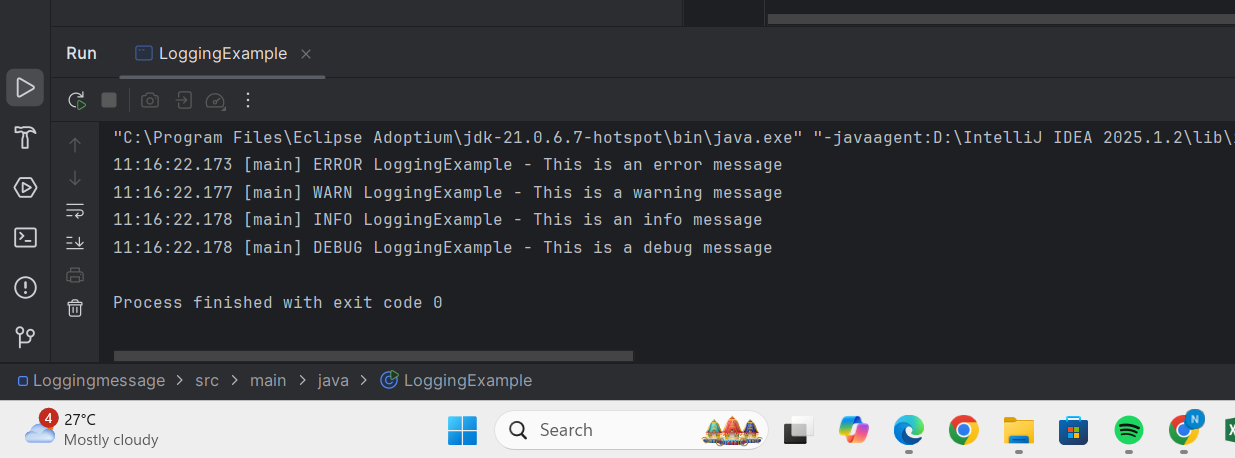 Run
LoggingExample
"C:\Program Files\Eclipse Adoptium\jdk-21.0.6.7-hotspot\bin\java.exe" "-javaagent:D:\IntelliJ IDEA 2025.1.2\lib\
11:16:22.173 [main] ERROR LoggingExample - This is an error message
11:16:22.177 [main] WARN LoggingExample - This is a warning message
11:16:22.178 [main] INFO LoggingExample - This is an info message
11:16:22.178 [main] DEBUG LoggingExample - This is a debug message
Process finished with exit code 0
Loggingmessage > src > main > java > LoggingExample
4
27°C
Mostly cloudy
Search
N